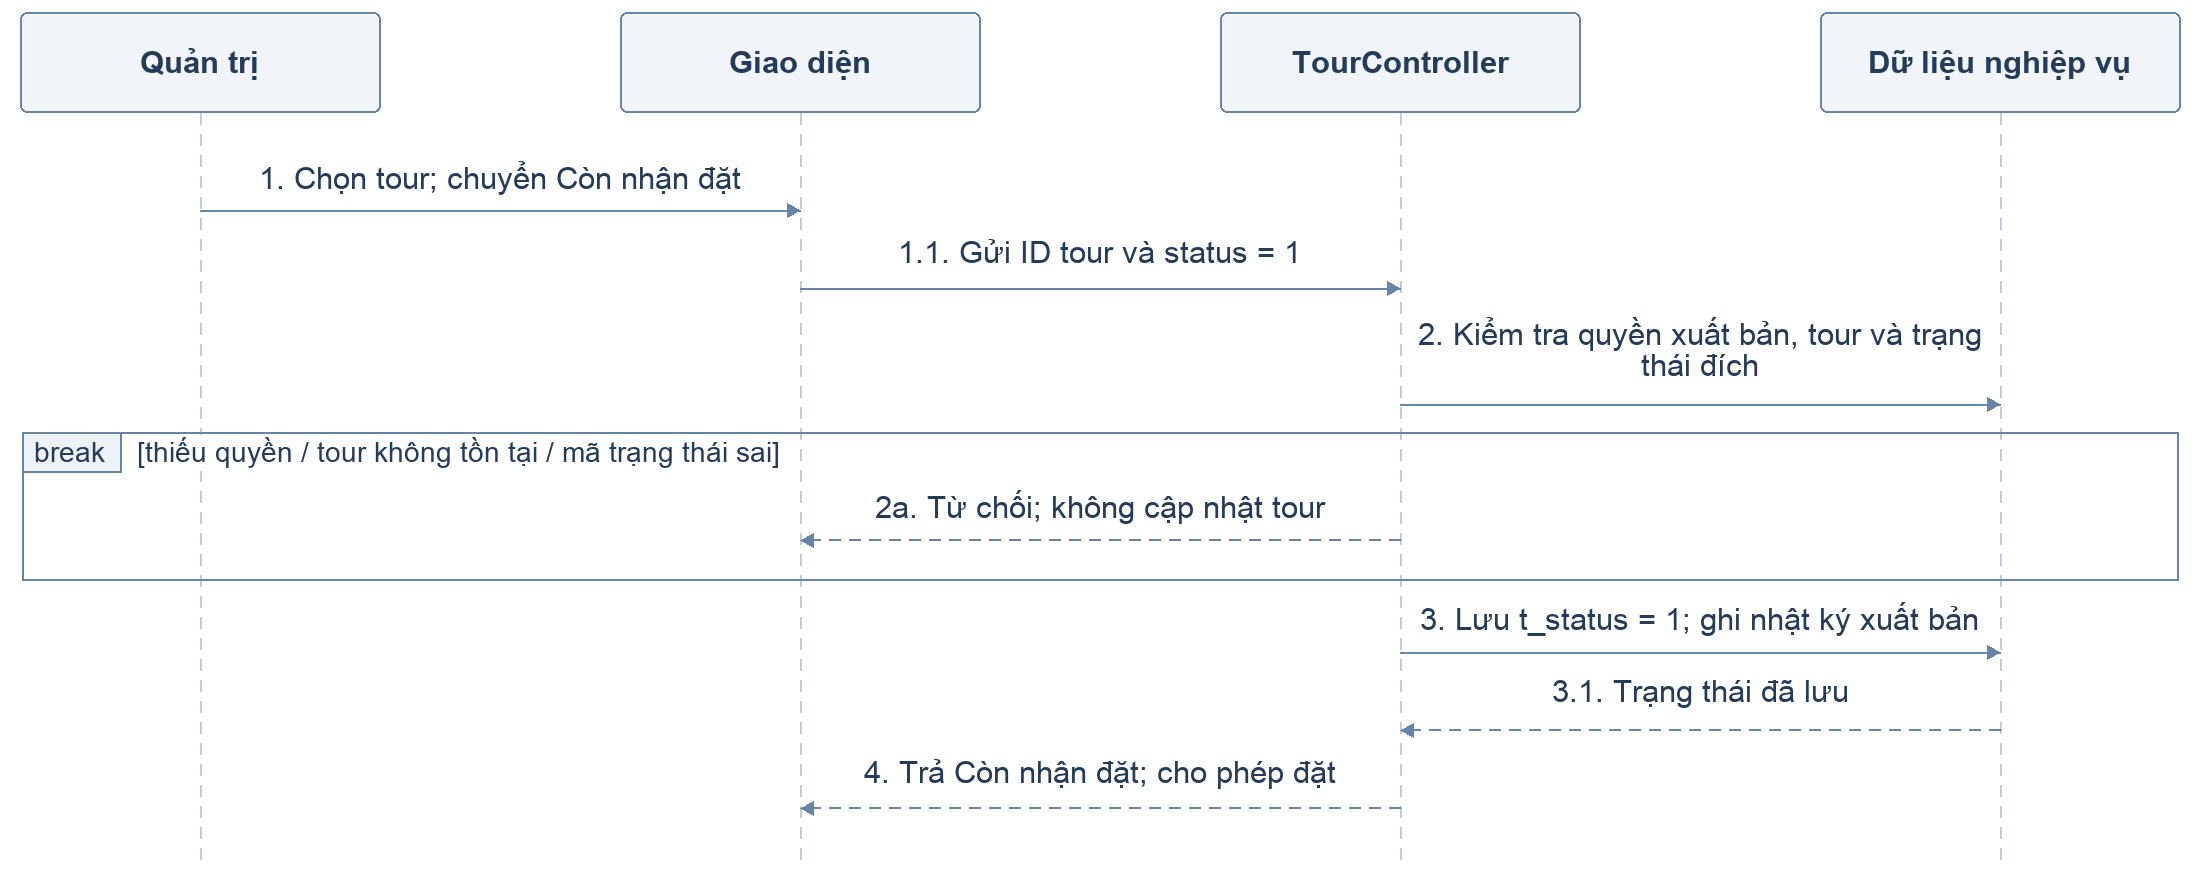 Quản trị
Giao diện
TourController
Dữ liệu nghiệp vụ
1. Chọn tour; chuyển Còn nhận đặt
1.1. Gửi ID tour và status = 1
2. Kiểm tra quyền xuất bản, tour và trạng
thái đích
break [thiếu quyền / tour không tồn tại / mã trạng thái sai]
2a. Từ chối; không cập nhật tour
3. Lưu t_status = 1; ghi nhật ký xuất bản
3.1. Trạng thái đã lưu
4. Trả Còn nhận đặt; cho phép đặt